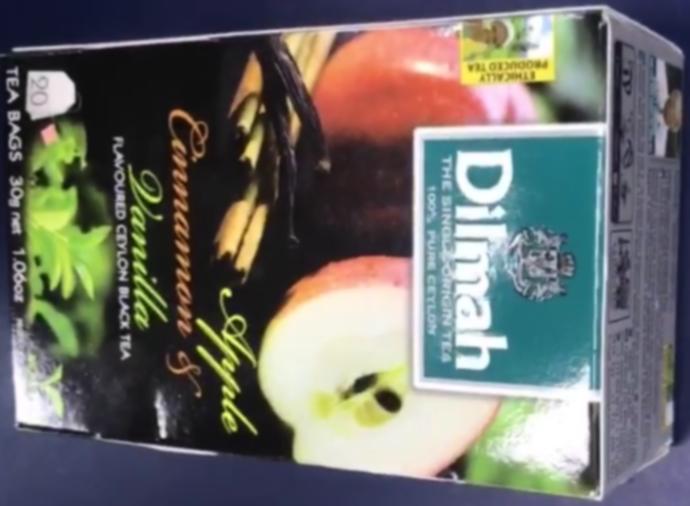 ETHICALLY
PRODUCED TEA
Dilmah
THE SINGLE ORIGIN TEA
100% PURE CEYLON
Apple
Cinnamon &
Vanilla
FLAVOURED CEYLON BLACK TEA
20
TEA BAGS 30g net 1.06oz